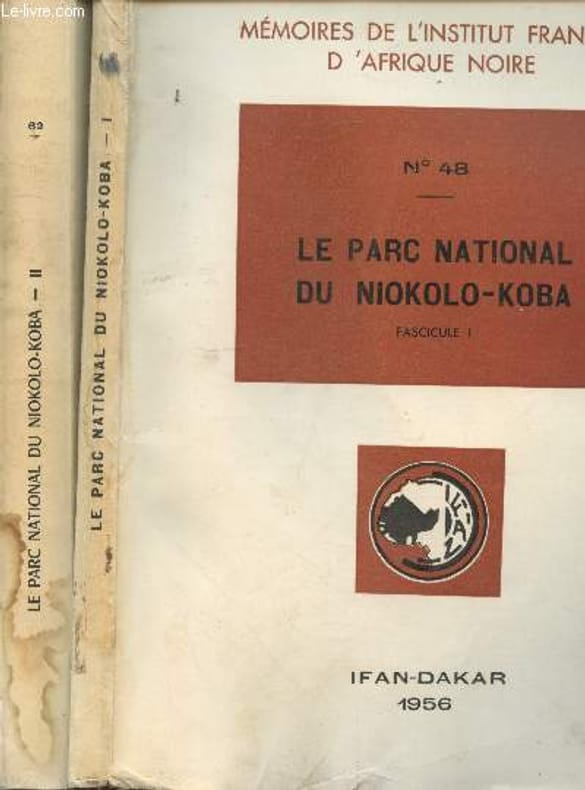 Le-livre.com
MÉMOIRES DE L'INSTITUT FRAN
D'AFRIQUE NOIRE
N° 48
LE PARC NATIONAL
DU NIOKOLO-KOBA
FASCICULE I
IFAN
IFAN-DAKAR
1956
LE PARC NATIONAL DU NIOKOLO-KOBA — I
62
LE PARC NATIONAL DU NIOKOLO-KOBA — II